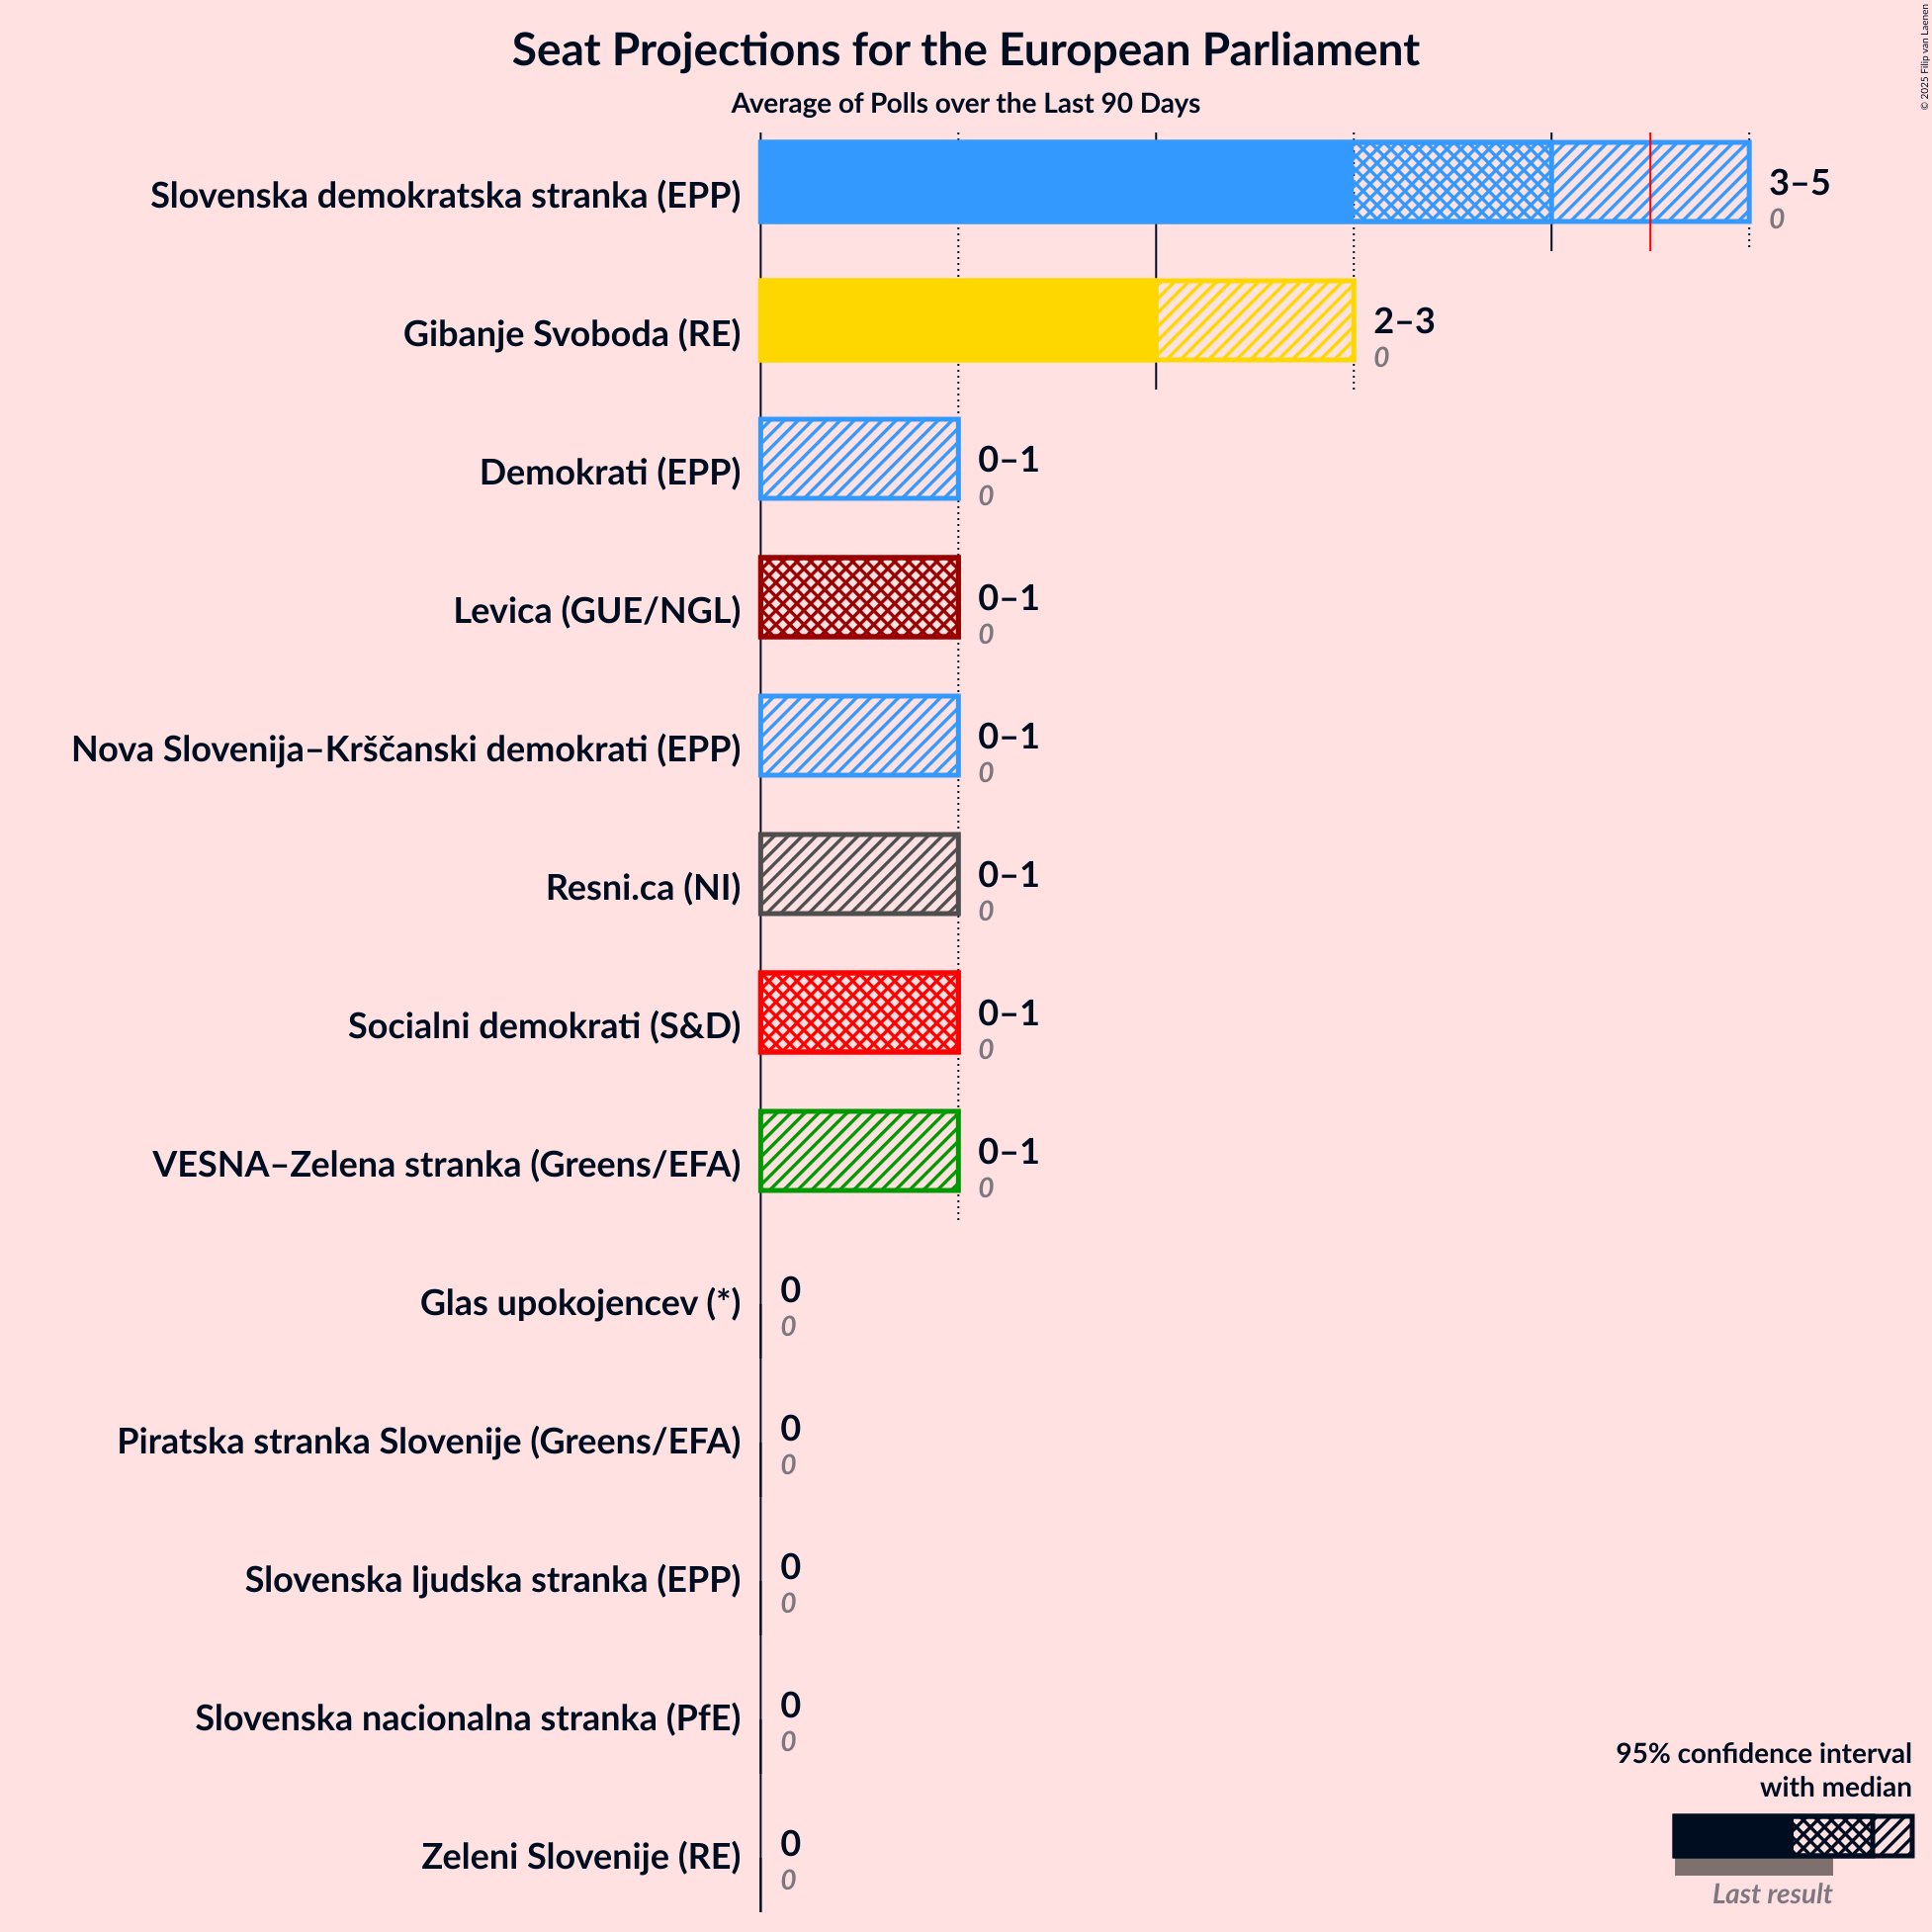 Seat Projections for the European Parliament
Average of Polls over the Last 90 Days
© 2025 Filip van Laenen
Slovenska demokratska stranka (EPP)
3–5
0
Gibanje Svoboda (RE)
2–3
0
Demokrati (EPP)
0–1
0
Levica (GUE/NGL)
0–1
0
Nova Slovenija–Krščanski demokrati (EPP)
0–1
0
Resni.ca (NI)
0–1
0
Socialni demokrati (S&D)
0–1
0
VESNA–Zelena stranka (Greens/EFA)
0–1
0
Glas upokojencev (*)
0
0
Piratska stranka Slovenije (Greens/EFA)
0
0
Slovenska ljudska stranka (EPP)
0
0
Slovenska nacionalna stranka (PfE)
0
0
Zeleni Slovenije (RE)
0
0
95% confidence interval
with median
Last result